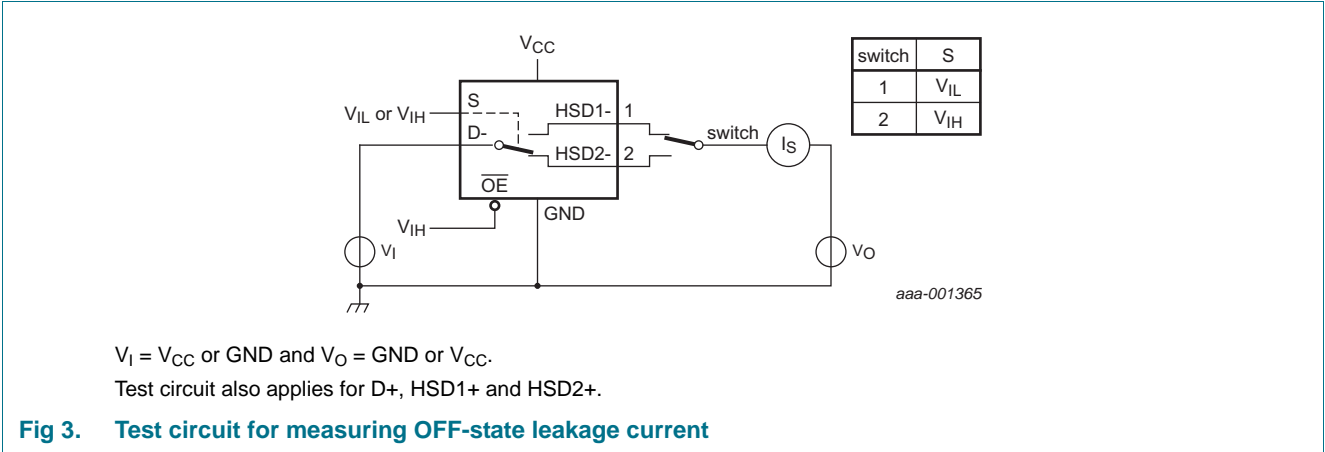 VCC
switch S
1 VIL
2 VIH
VIL or VIH
S
HSD1- 1
D-
switch
IS
HSD2- 2
OE
GND
VIH
VI
VO
aaa-001365
VI = VCC or GND and VO = GND or VCC.
Test circuit also applies for D+, HSD1+ and HSD2+.
Fig 3. Test circuit for measuring OFF-state leakage current